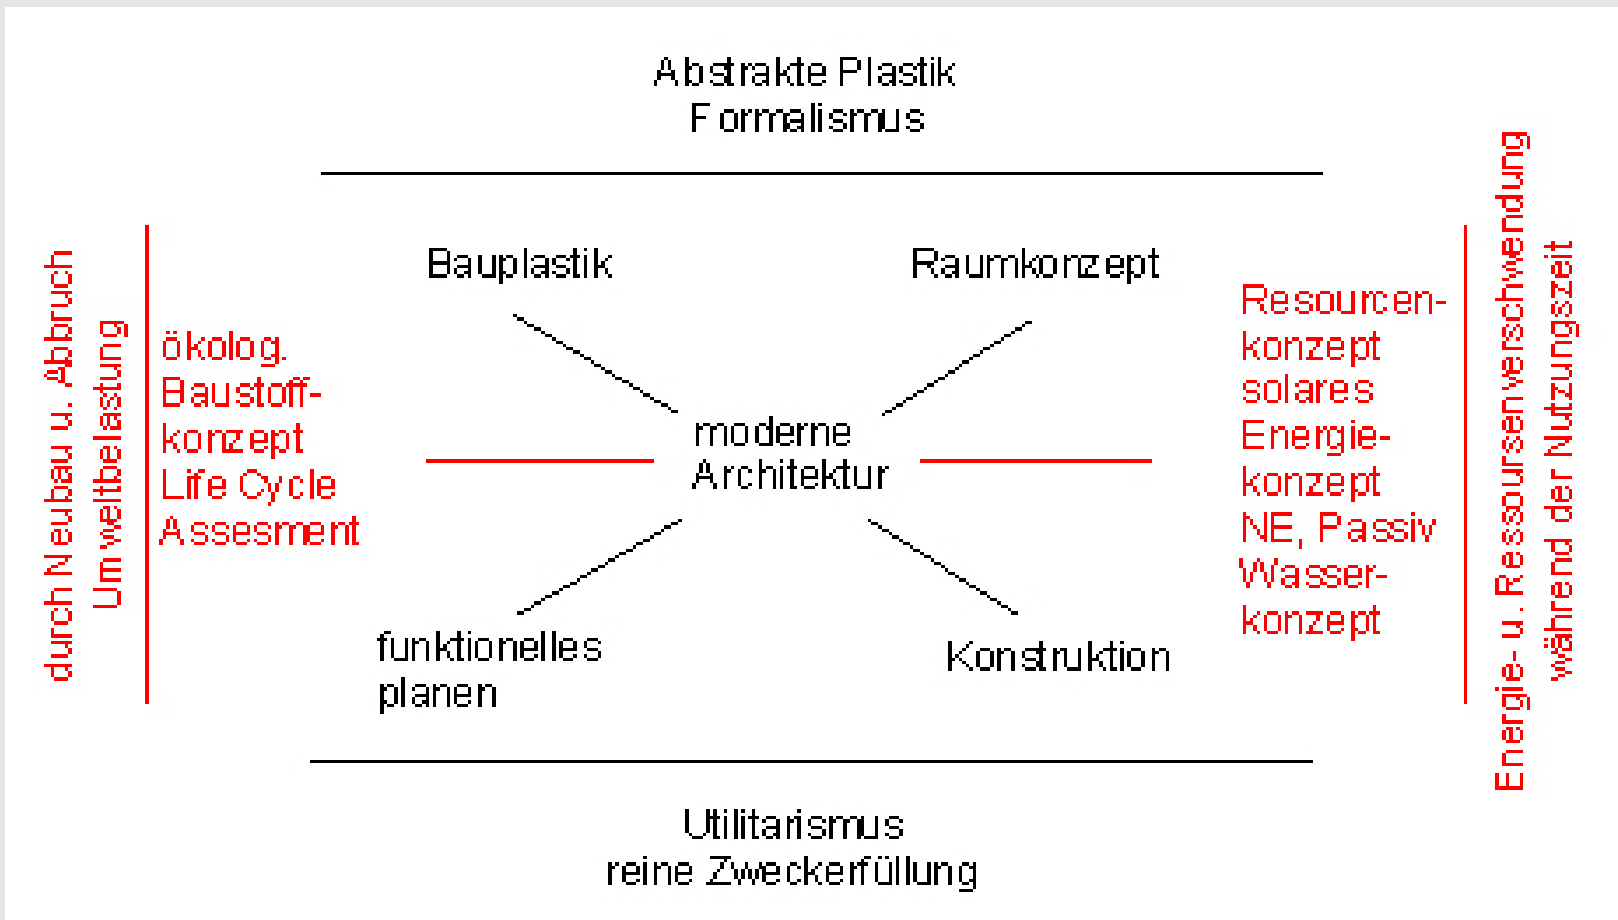 Abstrakte Plastik
Formalismus
durch Neubau u. Abbruch
Umweltbelastung
ökolog.
Baustoff-
konzept
Life Cycle
Assesment
Bauplastik
Raumkonzept
moderne
Architektur
funktionelles
planen
Konstruktion
Resourcen-
konzept
solares
Energie-
konzept
NE, Passiv
Wasser-
konzept
Energie- u. Ressoursenverschwendung
während der Nutzungszeit
Utilitarismus
reine Zweckerfüllung